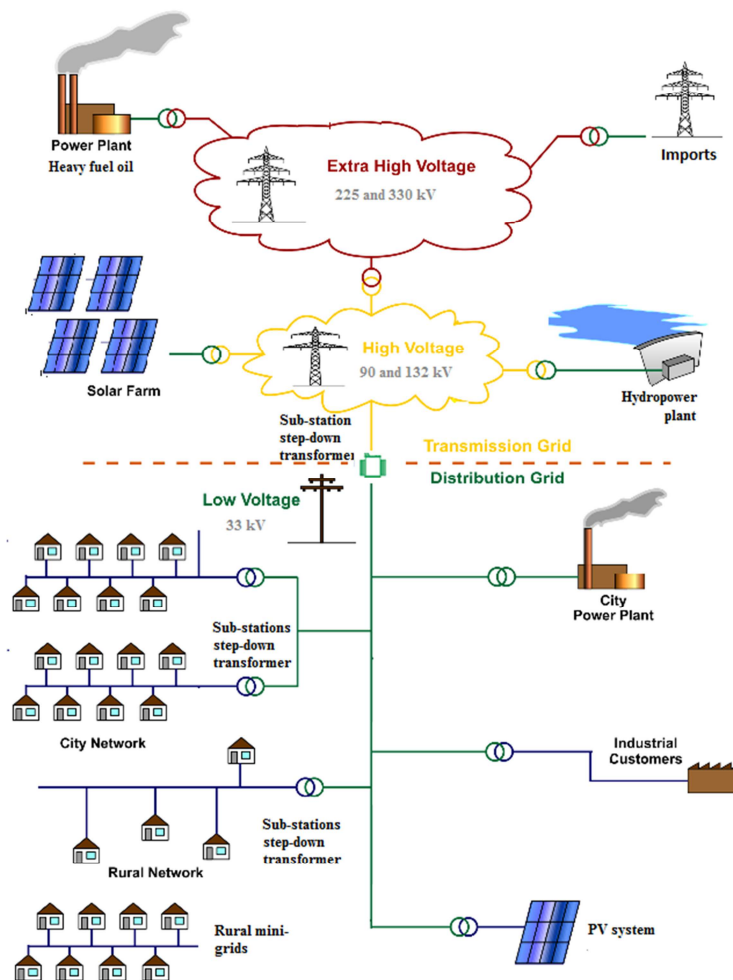 Power Plant
Heavy fuel oil
Imports
Extra High Voltage
225 and 330 kV
Solar Farm
High Voltage
90 and 132 kV
Hydropower
plant
Sub-station
step-down
transformer
Transmission Grid
Distribution Grid
Low Voltage
33 kV
City
Power Plant
Sub-stations
step-down
transformer
City Network
Industrial
Customers
Sub-stations
step-down
transformer
Rural Network
Rural mini-
grids
PV system